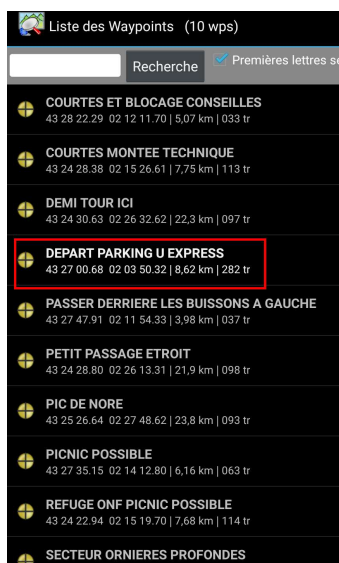 Liste des Waypoints (10 wps)
Recherche
Premières lettres se
COURTES ET BLOCAGE CONSEILLES
43 28 22.29 02 12 11.70 | 5,07 km | 033 tr
COURTES MONTEE TECHNIQUE
43 24 28.38 02 15 26.61 | 7,75 km | 113 tr
DEMI TOUR ICI
43 24 30.63 02 26 32.62 | 22,3 km | 097 tr
DEPART PARKING U EXPRESS
43 27 00.68 02 03 50.32 | 8,62 km | 282 tr
PASSER DERRIERE LES BUISSONS A GAUCHE
43 27 47.91 02 11 54.33 | 3,98 km | 037 tr
PETIT PASSAGE ETROIT
43 24 28.80 02 26 13.31 | 21,9 km | 098 tr
PIC DE NORE
43 25 26.64 02 27 48.62 | 23,8 km | 093 tr
PICNIC POSSIBLE
43 27 35.15 02 14 12.80 | 6,16 km | 063 tr
REFUGE ONF PICNIC POSSIBLE
43 24 22.94 02 15 19.70 | 7,68 km | 114 tr
SECTEUR ORNIERES PROFONDES